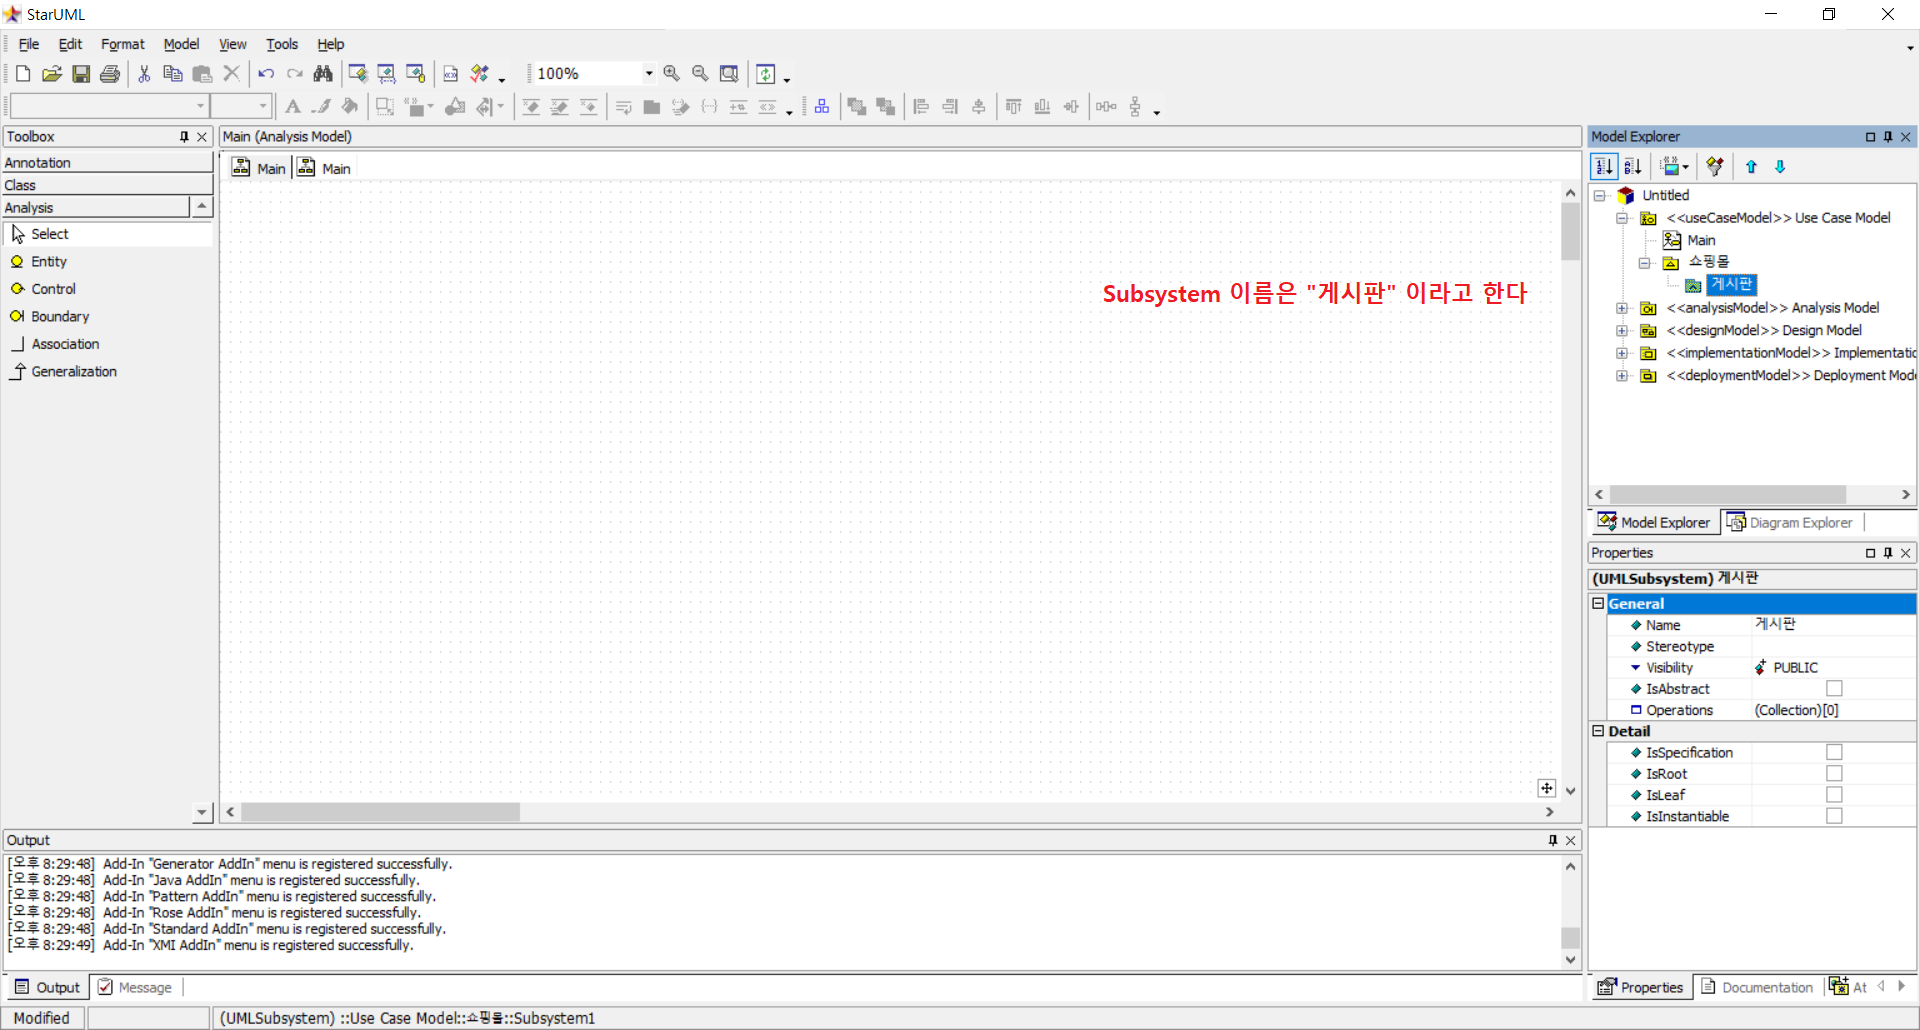 StarUML
File Edit Format Model View Tools Help
100%
Toolbox
Annotation
Class
Analysis
Select
Entity
Control
Boundary
Association
Generalization
Main (Analysis Model)
Main Main
Subsystem 이름은 "게시판" 이라고 한다
Model Explorer
Untitled
<<useCaseModel>> Use Case Model
Main
쇼핑몰
게시판
<<analysisModel>> Analysis Model
<<designModel>> Design Model
<<implementationModel>> Implementatio
<<deploymentModel>> Deployment Mode
Model Explorer Diagram Explorer
Properties
(UMLSubsystem) 게시판
General
Name 게시판
Stereotype
Visibility PUBLIC
IsAbstract
Operations (Collection)[0]
Detail
IsSpecification
IsRoot
IsLeaf
IsInstantiable
Output
[오후 8:29:48] Add-In "Generator AddIn" menu is registered successfully.
[오후 8:29:48] Add-In "Java AddIn" menu is registered successfully.
[오후 8:29:48] Add-In "Pattern AddIn" menu is registered successfully.
[오후 8:29:48] Add-In "Rose AddIn" menu is registered successfully.
[오후 8:29:48] Add-In "Standard AddIn" menu is registered successfully.
[오후 8:29:49] Add-In "XMI AddIn" menu is registered successfully.
Output Message
Properties Documentation At
Modified
(UMLSubsystem) ::Use Case Model::쇼핑몰::Subsystem1